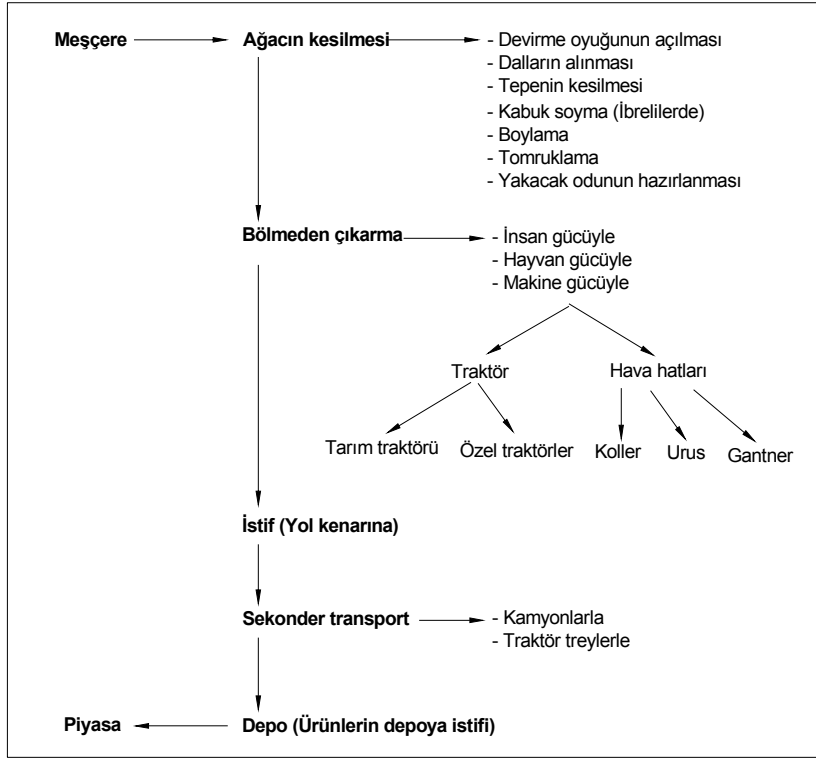 Meşçere
Ağacın kesilmesi
- Devirme oyuğunun açılması
- Dalların alınması
- Tepenin kesilmesi
- Kabuk soyma (İbrelilerde)
- Boylama
- Tomruklama
- Yakacak odunun hazırlanması
Bölmeden çıkarma
- İnsan gücüyle
- Hayvan gücüyle
- Makine gücüyle
Traktör
Hava hatları
Tarım traktörü
Özel traktörler
Koller
Urus
Gantner
İstif (Yol kenarına)
Sekonder transport
- Kamyonlarla
- Traktör treylerle
Piyasa
Depo (Ürünlerin depoya istifi)